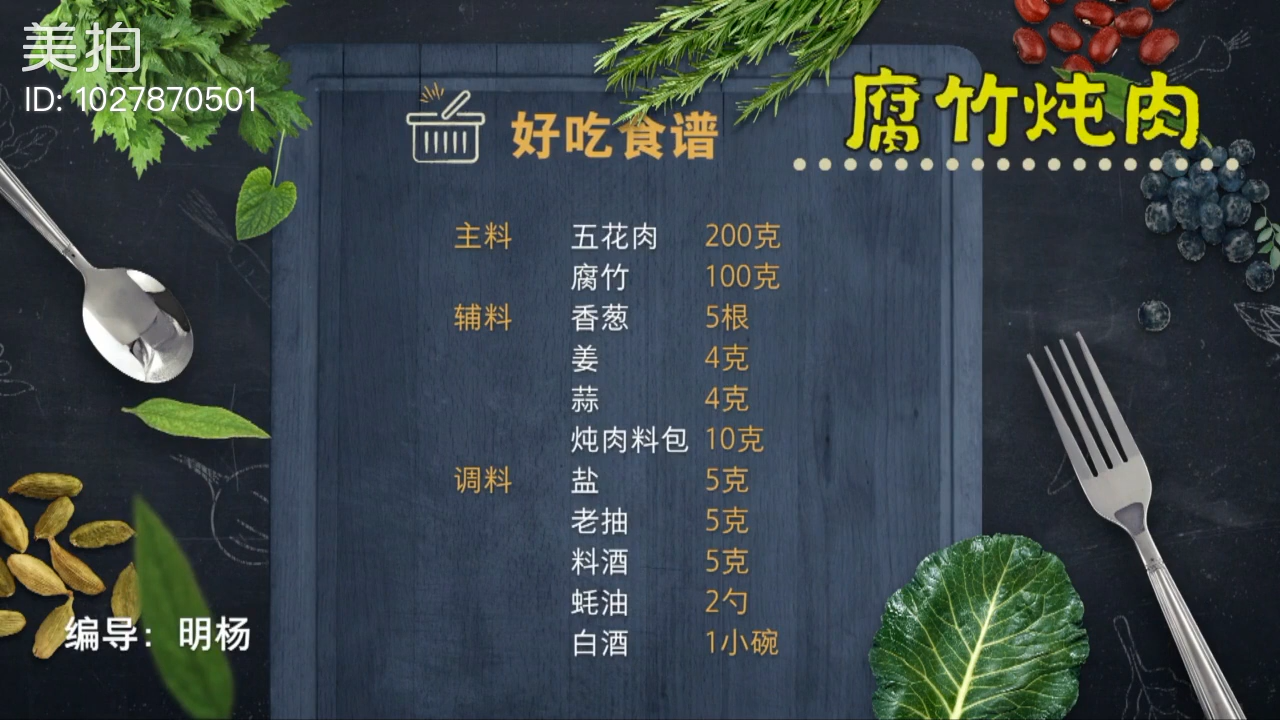 美拍
ID: 1027870501
好吃食谱
腐竹炖肉
主料 五花肉 200克
腐竹 100克
辅料 香葱 5根
姜 4克
蒜 4克
炖肉料包 10克
调料 盐 5克
老抽 5克
料酒 5克
蚝油 2勺
白酒 1小碗
编导：明杨